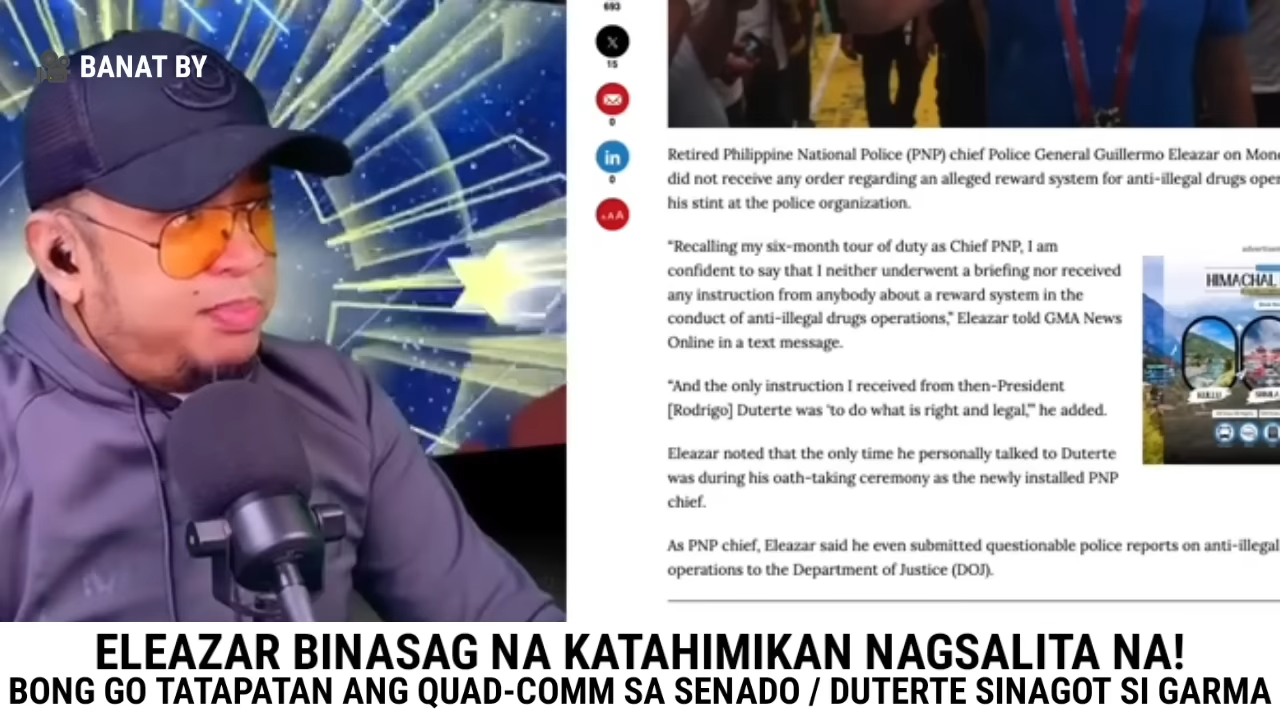 BANAT BY
693
X
15
0
in
0
AAA
Retired Philippine National Police (PNP) chief Police General Guillermo Eleazar on Mon
did not receive any order regarding an alleged reward system for anti-illegal drugs oper
his stint at the police organization.
“Recalling my six-month tour of duty as Chief PNP, I am
confident to say that I neither underwent a briefing nor received
any instruction from anybody about a reward system in the
conduct of anti-illegal drugs operations,” Eleazar told GMA News
Online in a text message.
“And the only instruction I received from then-President
[Rodrigo] Duterte was ‘to do what is right and legal,’” he added.
Eleazar noted that the only time he personally talked to Duterte
was during his oath-taking ceremony as the newly installed PNP
chief.
As PNP chief, Eleazar said he even submitted questionable police reports on anti-illegal
operations to the Department of Justice (DOJ).
HIMACHAL
KULLU
ELEAZAR BINASAG NA KATAHIMIKAN NAGSALITA NA!
BONG GO TATAPATAN ANG QUAD-COMM SA SENADO / DUTERTE SINAGOT SI GARMA